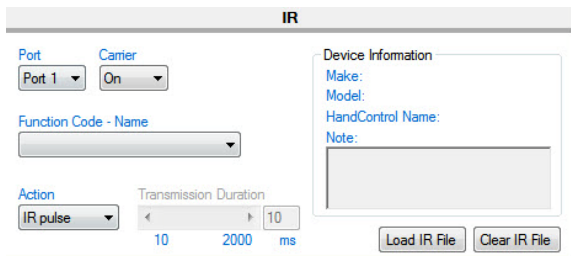 IR
Port Carrier
Port 1 On
Function Code - Name
Action Transmission Duration
IR pulse 10
10 2000 ms
Device Information
Make:
Model:
HandControl Name:
Note:
Load IR File Clear IR File